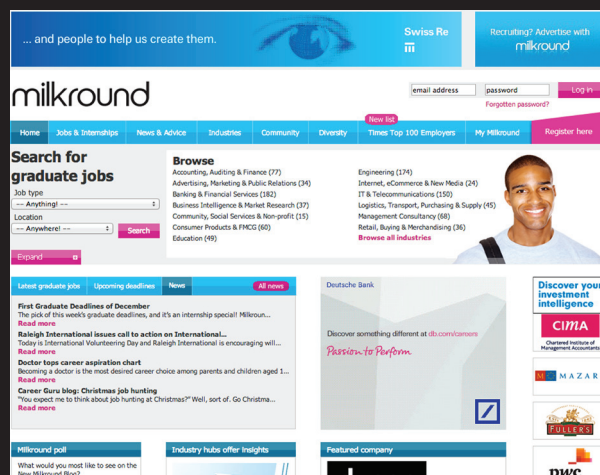 ... and people to help us create them.
Swiss Re
Recruiting? Advertise with
milkround
milkround
email address
password
Log in
Forgotten password?
New list
Home
Jobs & Internships
News & Advice
Industries
Community
Diversity
Times Top 100 Employers
My Milkround
Register here
Search for
graduate jobs
Job type
-- Anything! --
Location
-- Anywhere! --
Search
Expand
Browse
Accounting, Auditing & Finance (77)
Advertising, Marketing & Public Relations (34)
Banking & Financial Services (182)
Business Intelligence & Market Research (37)
Community, Social Services & Non-profit (15)
Consumer Products & FMCG (60)
Education (49)
Engineering (174)
Internet, eCommerce & New Media (24)
IT & Telecommunications (150)
Logistics, Transport, Purchasing & Supply (45)
Management Consultancy (68)
Retail, Buying & Merchandising (36)
Browse all industries
Latest graduate jobs
Upcoming deadlines
News
All news
First Graduate Deadlines of December
The pick of this week's graduate deadlines, and it's an internship special! Milkroun...
Read more
Raleigh International issues call to action on International...
Today is International Volunteering Day and Raleigh International is encouraging will...
Read more
Doctor tops career aspiration chart
Becoming a doctor is the most desired career choice among parents and children aged 1...
Read more
Career Guru blog: Christmas job hunting
"You expect me to think about job hunting at Christmas?" Well, sort of. Go Christma...
Read more
Deutsche Bank
Discover something different at db.com/careers
Passion to Perform
Discover your
investment
intelligence
CIMA
Chartered Institute of
Management Accountants
M MAZAR
FULLER'S
pwc
Milkround poll
What would you most like to see on the
New Milkround Blog?
Industry hubs offer insights
Featured company